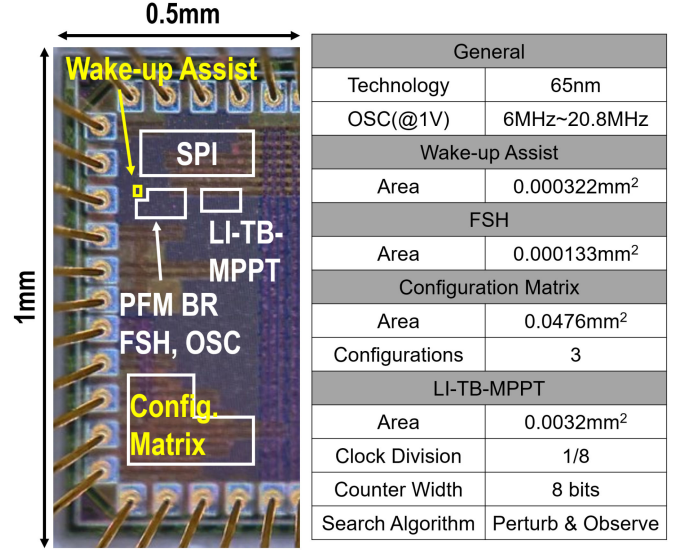 0.5mm
1mm
Wake-up Assist
SPI
LI-TB-
MPPT
PFM BR
FSH, OSC
Config.
Matrix
General
Technology 65nm
OSC(@1V) 6MHz~20.8MHz
Wake-up Assist
Area 0.000322mm²
FSH
Area 0.000133mm²
Configuration Matrix
Area 0.0476mm²
Configurations 3
LI-TB-MPPT
Area 0.0032mm²
Clock Division 1/8
Counter Width 8 bits
Search Algorithm Perturb & Observe